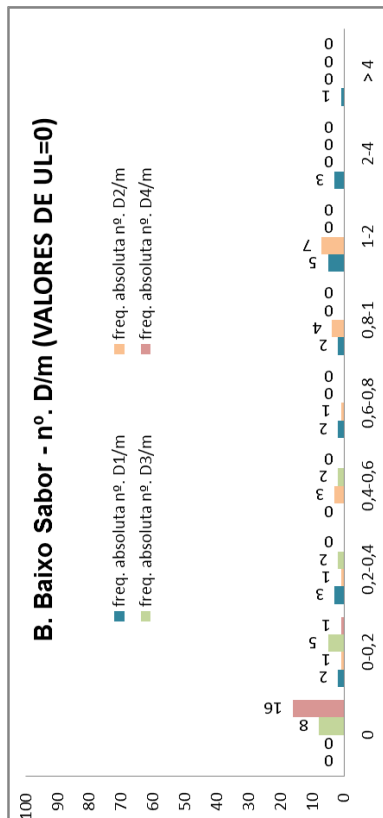 B. Baixo Sabor - nº. D/m (VALORES DE UL=0)
freq. absoluta nº. D1/m
freq. absoluta nº. D2/m
freq. absoluta nº. D3/m
freq. absoluta nº. D4/m
100
90
80
70
60
50
40
30
20
10
0
0 0 8 16
2 1 5 1
3 1 2 0
0 3 2 0
2 1 0 0
2 4 0 0
5 7 0 0
3 0 0 0
1 0 0 0
0 0-0,2 0,2-0,4 0,4-0,6 0,6-0,8 0,8-1 1-2 2-4 > 4